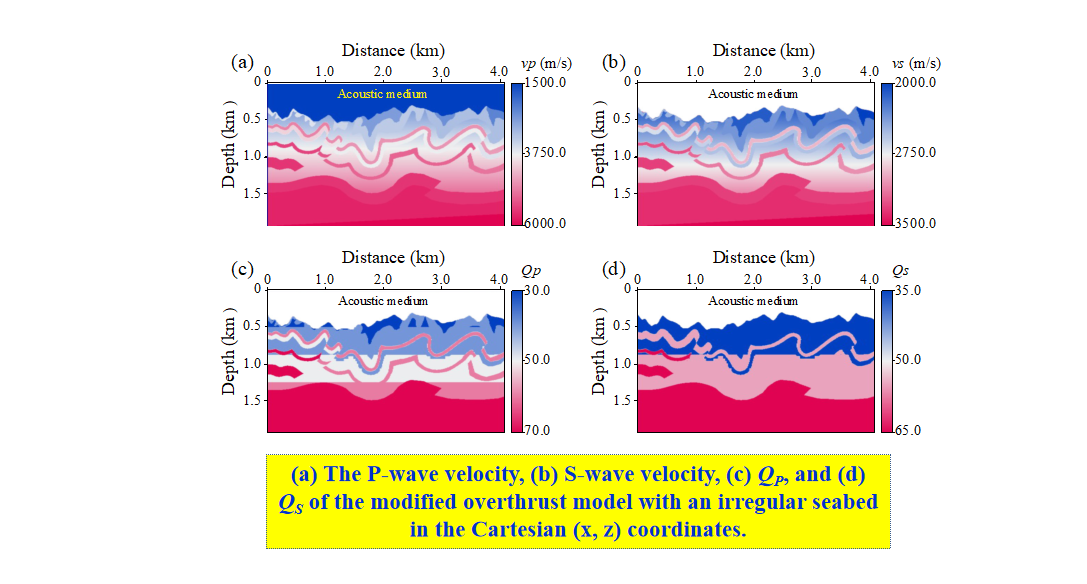 Distance (km)
(a)
vp (m/s)
0 1.0 2.0 3.0 4.0
Depth (km )
0
0.5
1.0
1.5
Acoustic medium
1500.0
3750.0
6000.0
Distance (km)
(b)
vs (m/s)
0 1.0 2.0 3.0 4.0
Depth (km )
0
0.5
1.0
1.5
Acoustic medium
2000.0
2750.0
3500.0
Distance (km)
(c)
Qp
0 1.0 2.0 3.0 4.0
Depth (km )
0
0.5
1.0
1.5
Acoustic medium
30.0
50.0
70.0
Distance (km)
(d)
Qs
0 1.0 2.0 3.0 4.0
Depth (km )
0
0.5
1.0
1.5
Acoustic medium
35.0
50.0
65.0
(a) The P-wave velocity, (b) S-wave velocity, (c) QP, and (d)
QS of the modified overthrust model with an irregular seabed
in the Cartesian (x, z) coordinates.